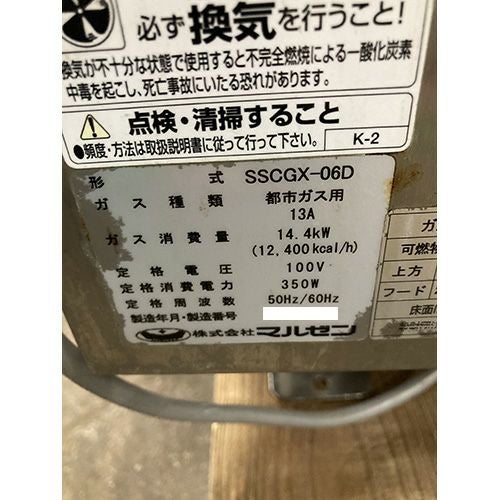 必ず換気を行うこと!
換気が不十分な状態で使用すると不完全燃焼による一酸化炭素
中毒を起こし、死亡事故にいたる恐れがあります。
点検・清掃すること
●頻度・方法は取扱説明書に従って行って下さい。
K-2
形式 SSCGX-06D
ガス種類 都市ガス用
13A
ガス消費量 14.4kW
(12,400kcal/h)
定格電圧 100V
定格消費電力 350W
定格周波数 50Hz/60Hz
製造年月・製造番号
株式会社マルゼン
ガ
可燃物
上方
フード
床面